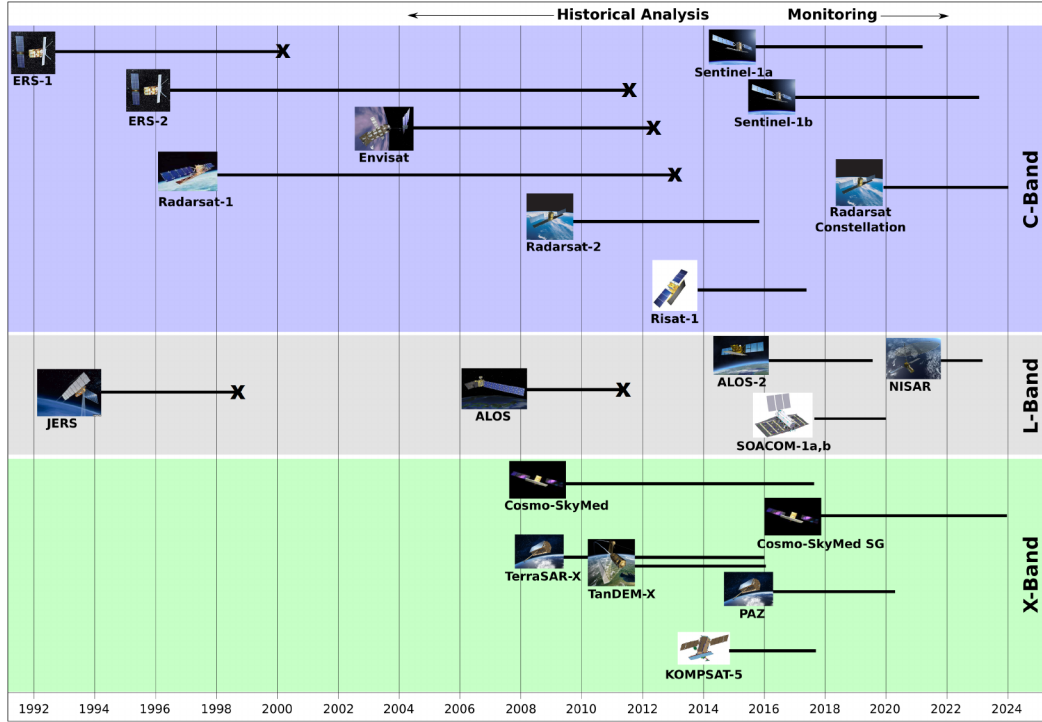 Historical Analysis
Monitoring
ERS-1
X
Sentinel-1a
ERS-2
X
Sentinel-1b
Envisat
X
Radarsat-1
X
Radarsat
Constellation
Radarsat-2
Risat-1
C-Band
JERS
X
ALOS
X
ALOS-2
NISAR
SOACOM-1a,b
L-Band
Cosmo-SkyMed
Cosmo-SkyMed SG
TerraSAR-X
TanDEM-X
PAZ
KOMPSAT-5
X-Band
1992 1994 1996 1998 2000 2002 2004 2006 2008 2010 2012 2014 2016 2018 2020 2022 2024